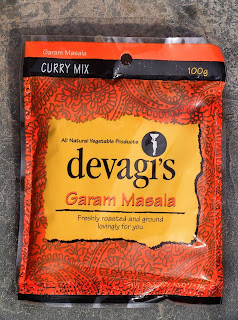 Garam Masala
CURRY MIX 100g
All Natural Vegetable Products
devagi's
Garam Masala
Freshly roasted and ground
lovingly for you